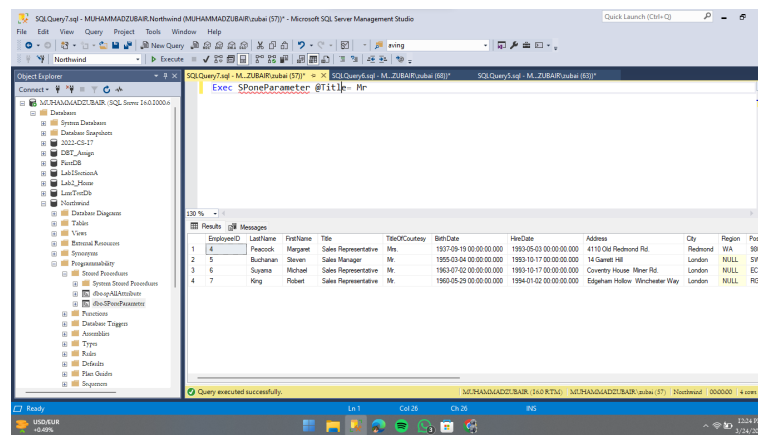 SQLQuery7.sql - MUHAMMADZUBAIR.Northwind (MUHAMMADZUBAIR\zubai (57))* - Microsoft SQL Server Management Studio
Quick Launch (Ctrl+Q)
File Edit View Query Project Tools Window Help
New Query
aving
Northwind
Execute
Object Explorer
SQLQuery7.sql - M...ZUBAIR\zubai (57))*
SQLQuery6.sql - M...ZUBAIR\zubai (68))*
SQLQuery5.sql - M...ZUBAIR\zubai (63))*
Connect
MUHAMMADZUBAIR (SQL Server 16.0.1000.6
Databases
System Databases
Database Snapshots
2022-CS-17
DBT_Assign
FirstDB
Lab1SectionA
Lab2_Home
LmsTestDb
Northwind
Database Diagrams
Tables
Views
External Resources
Synonyms
Programmability
Stored Procedures
System Stored Procedures
dbo.spAllAttribute
dbo.SPoneParameter
Functions
Database Triggers
Assemblies
Types
Rules
Defaults
Plan Guides
Sequences
Exec SPoneParameter @Title= Mr
130 %
Results Messages
EmployeeID LastName FirstName Title TitleOfCourtesy BirthDate HireDate Address City Region Pos
1 4 Peacock Margaret Sales Representative Mrs. 1937-09-19 00:00:00.000 1993-05-03 00:00:00.000 4110 Old Redmond Rd. Redmond WA 980
2 5 Buchanan Steven Sales Manager Mr. 1955-03-04 00:00:00.000 1993-10-17 00:00:00.000 14 Garrett Hill London NULL SW
3 6 Suyama Michael Sales Representative Mr. 1963-07-02 00:00:00.000 1993-10-17 00:00:00.000 Coventry House Miner Rd. London NULL EC
4 7 King Robert Sales Representative Mr. 1960-05-29 00:00:00.000 1994-01-02 00:00:00.000 Edgeham Hollow Winchester Way London NULL RG
Query executed successfully.
MUHAMMADZUBAIR (16.0 RTM) MUHAMMADZUBAIR\zubai (57) Northwind 00:00:00 4 rows
Ready
Ln 1 Col 26 Ch 26 INS
USD/EUR
+0.49%
12:24 P
3/24/20